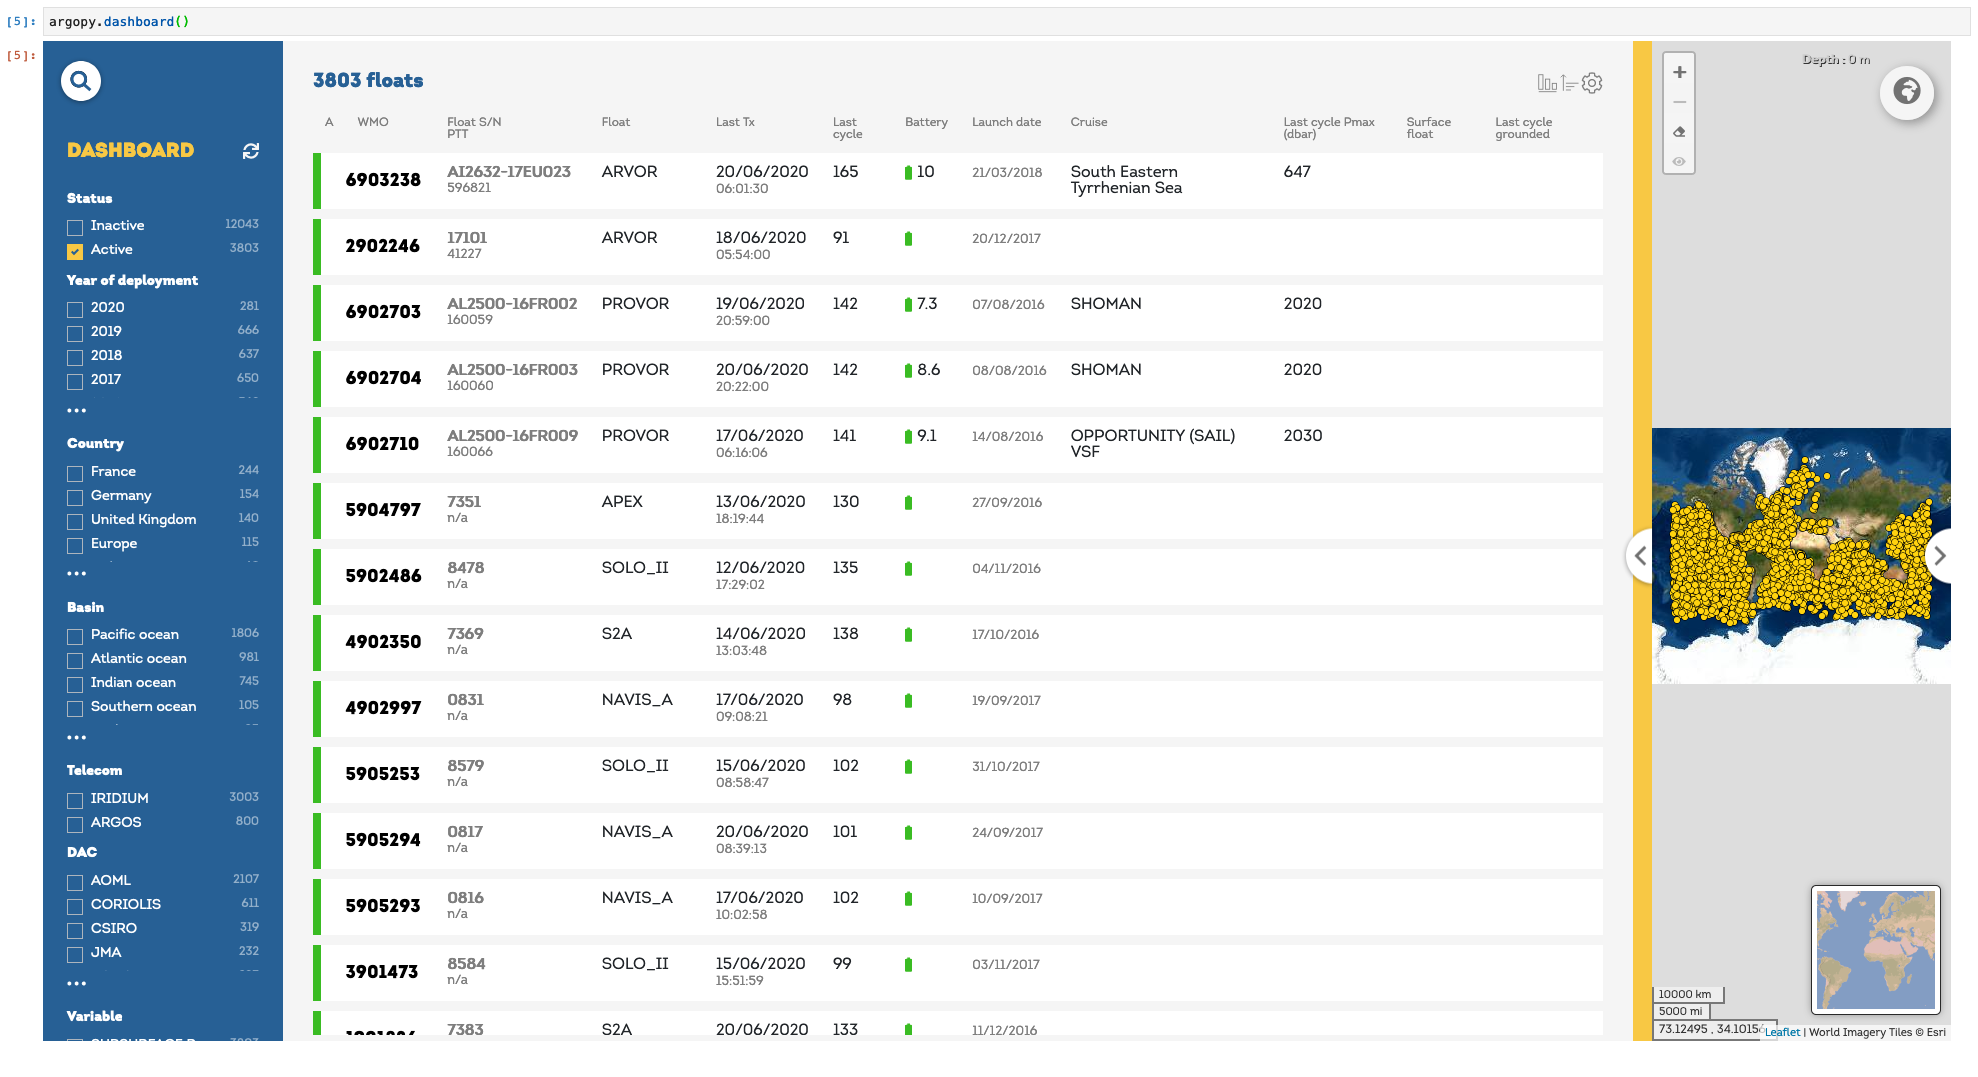 [5]: argopy.dashboard()
[5]:
DASHBOARD
Status
Inactive 12043
Active 3803
Year of deployment
2020 281
2019 666
2018 637
2017 650
...
Country
France 244
Germany 154
United Kingdom 140
Europe 115
...
Basin
Pacific ocean 1806
Atlantic ocean 981
Indian ocean 745
Southern ocean 105
...
Telecom
IRIDIUM 3003
ARGOS 800
DAC
AOML 2107
CORIOLIS 611
CSIRO 319
JMA 232
...
Variable
3803 floats
A WMO Float S/N Float Last Tx Last Battery Launch date Cruise Last cycle Pmax Surface Last cycle
PTT cycle (dbar) float grounded
6903238 AI2632-17EU023 ARVOR 20/06/2020 165 10 21/03/2018 South Eastern 647
596821 06:01:30 Tyrrhenian Sea
2902246 17101 ARVOR 18/06/2020 91 20/12/2017
41227 05:54:00
6902703 AL2500-16FR002 PROVOR 19/06/2020 142 7.3 07/08/2016 SHOMAN 2020
160059 20:59:00
6902704 AL2500-16FR003 PROVOR 20/06/2020 142 8.6 08/08/2016 SHOMAN 2020
160060 20:22:00
6902710 AL2500-16FR009 PROVOR 17/06/2020 141 9.1 14/08/2016 OPPORTUNITY (SAIL) 2030
160066 06:16:06 VSF
5904797 7351 APEX 13/06/2020 130 27/09/2016
n/a 18:19:44
5902486 8478 SOLO_II 12/06/2020 135 04/11/2016
n/a 17:29:02
4902350 7369 S2A 14/06/2020 138 17/10/2016
n/a 13:03:48
4902997 0831 NAVIS_A 17/06/2020 98 19/09/2017
n/a 09:08:21
5905253 8579 SOLO_II 15/06/2020 102 31/10/2017
n/a 08:58:47
5905294 0817 NAVIS_A 20/06/2020 101 24/09/2017
n/a 08:39:13
5905293 0816 NAVIS_A 17/06/2020 102 10/09/2017
n/a 10:02:58
3901473 8584 SOLO_II 15/06/2020 99 03/11/2017
n/a 15:51:59
7383 S2A 20/06/2020 133 11/12/2016
Depth : 0 m
10000 km
5000 mi
73.12495 , 34.1015
Leaflet | World Imagery Tiles © Esri